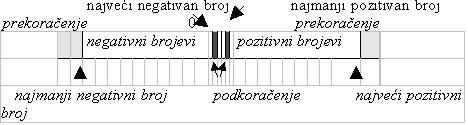 najveći negativan broj najmanji pozitivan broj
prekoračenje 0 prekoračenje
negativni brojevi pozitivni brojevi
najmanji negativni broj podkoračenje najveći pozitivni
broj